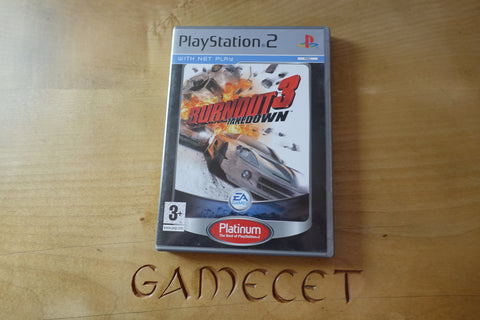 PlayStation®2
WITH NET PLAY
BURNOUT 3
TAKEDOWN
EA
3+
Platinum
The Best of PlayStation®2
GAMECET